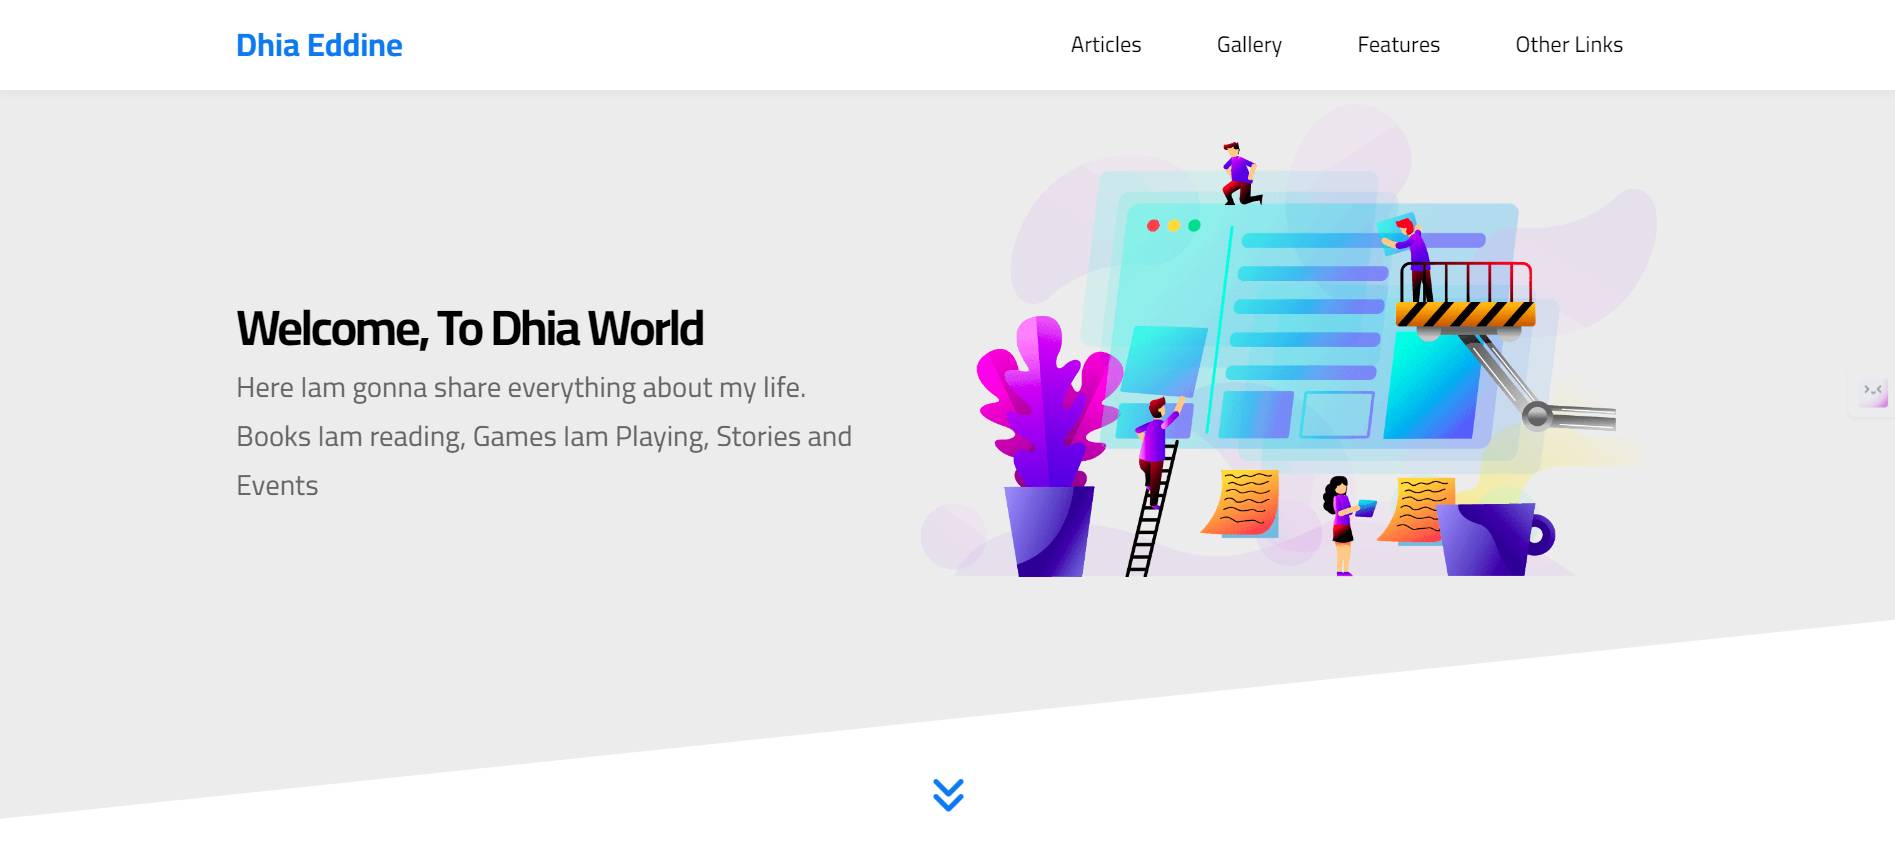 Dhia Eddine
Articles
Gallery
Features
Other Links
Welcome, To Dhia World
Here Iam gonna share everything about my life.
Books Iam reading, Games Iam Playing, Stories and
Events